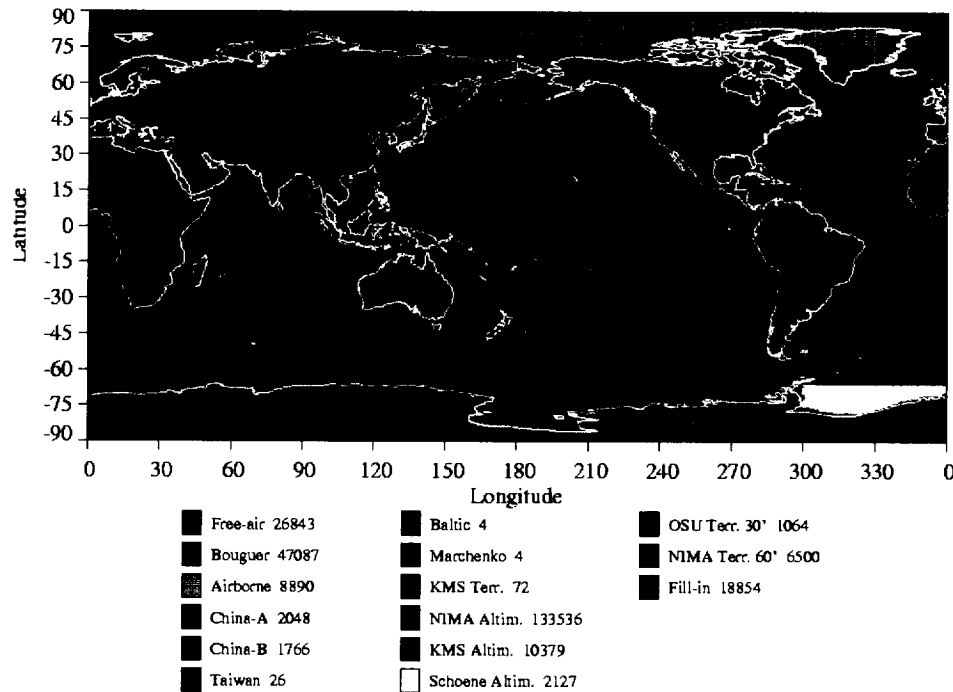 90
75
60
45
30
15
0
-15
-30
-45
-60
-75
-90
Latitude
0 30 60 90 120 150 180 210 240 270 300 330 0
Longitude
Free-air 26843
Bouguer 47087
Airborne 8890
China-A 2048
China-B 1766
Taiwan 26
Baltic 4
Marchenko 4
KMS Terr. 72
NIMA Altim. 133536
KMS Altim. 10379
Schoene Altim. 2127
OSU Terr. 30' 1064
NIMA Terr. 60' 6500
Fill-in 18854